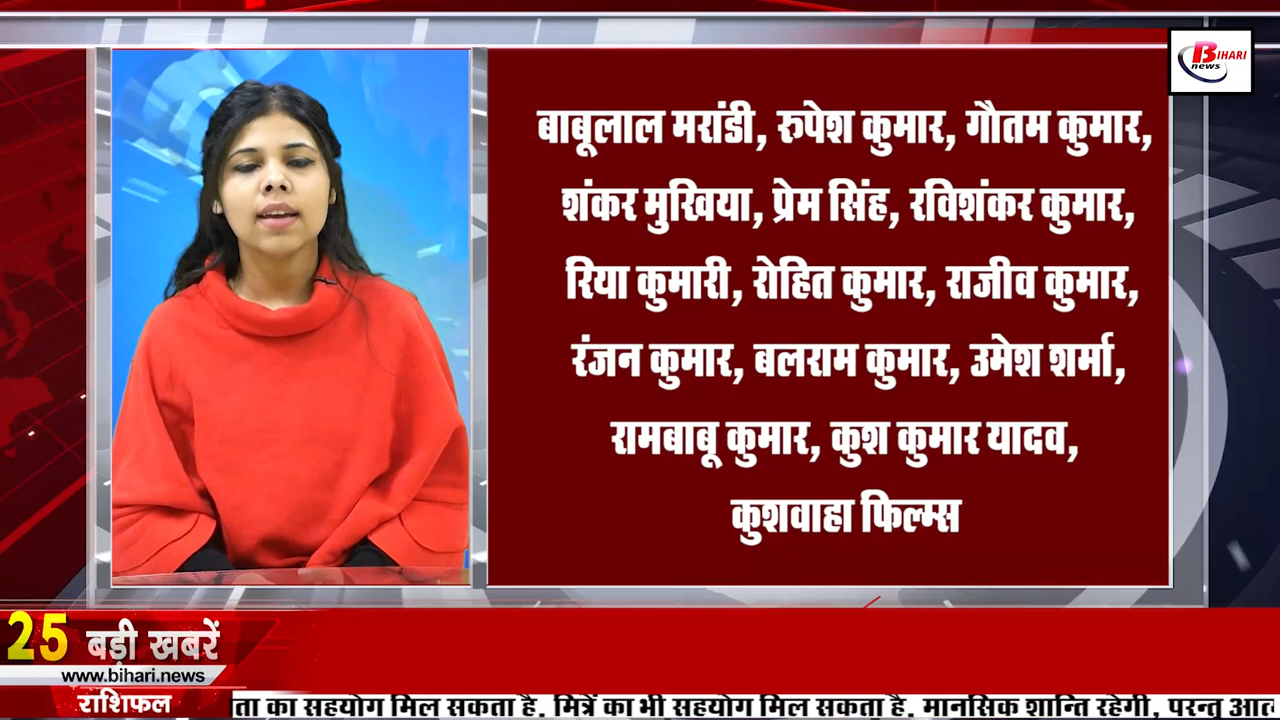 BIHARI
news
बाबूलाल मरांडी, रुपेश कुमार, गौतम कुमार,
शंकर मुखिया, प्रेम सिंह, रविशंकर कुमार,
रिया कुमारी, रोहित कुमार, राजीव कुमार,
रंजन कुमार, बलराम कुमार, उमेश शर्मा,
रामबाबू कुमार, कुश कुमार यादव,
कुशवाहा फिल्म्स
25 बड़ी खबरें
www.bihari.news
राशिफल
ता का सहयोग मिल सकता है. मित्रें का भी सहयोग मिल सकता है. मानसिक शान्ति रहेगी, परन्तु आत्